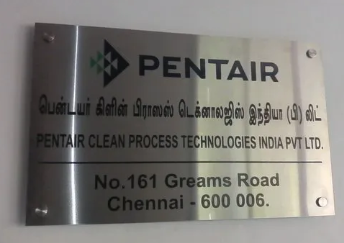 PENTAIR
பென்டயர் கிளின் பிராஸஸ் டெக்னாலஜிஸ் இந்தியா (பி) லிட்
PENTAIR CLEAN PROCESS TECHNOLOGIES INDIA PVT LTD.
No.161 Greams Road
Chennai - 600 006.